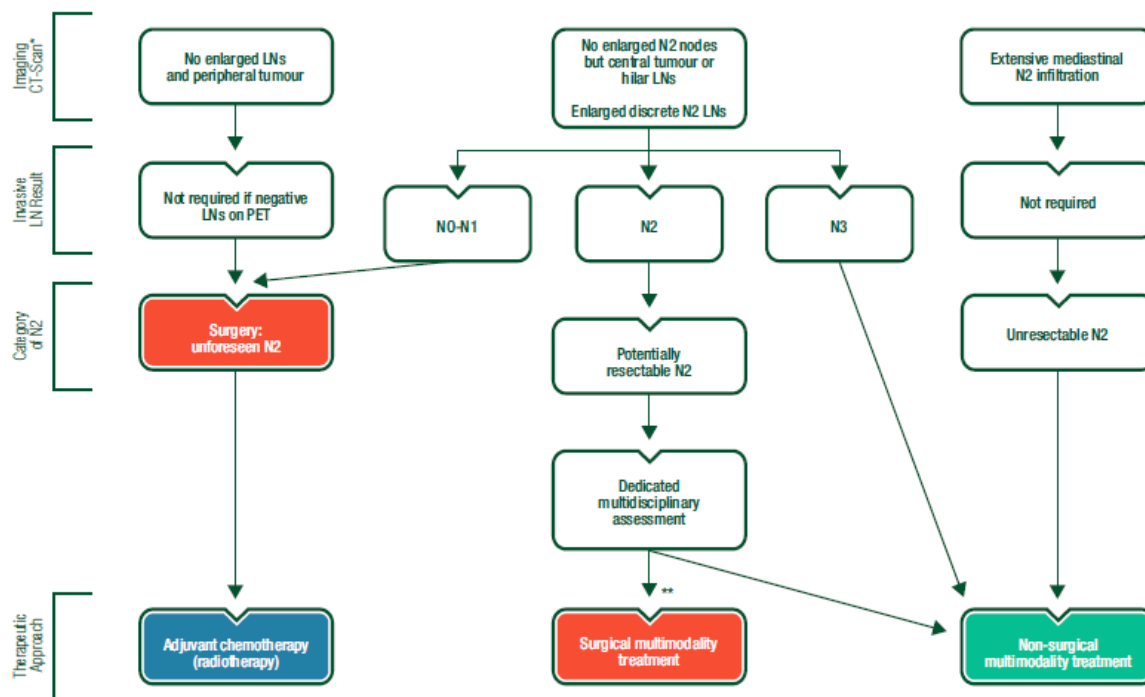 Imaging
CT-Scan*
No enlarged LNs
and peripheral tumour
No enlarged N2 nodes
but central tumour or
hilar LNs
Enlarged discrete N2 LNs
Extensive mediastinal
N2 infiltration
Invasive
LN Result
Not required if negative
LNs on PET
N0-N1
N2
N3
Not required
Category
of N2
Surgery:
unforeseen N2
Potentially
resectable N2
Unresectable N2
Dedicated
multidisciplinary
assessment
**
Therapeutic
Approach
Adjuvant chemotherapy
(radiotherapy)
Surgical multimodality
treatment
Non-surgical
multimodality treatment